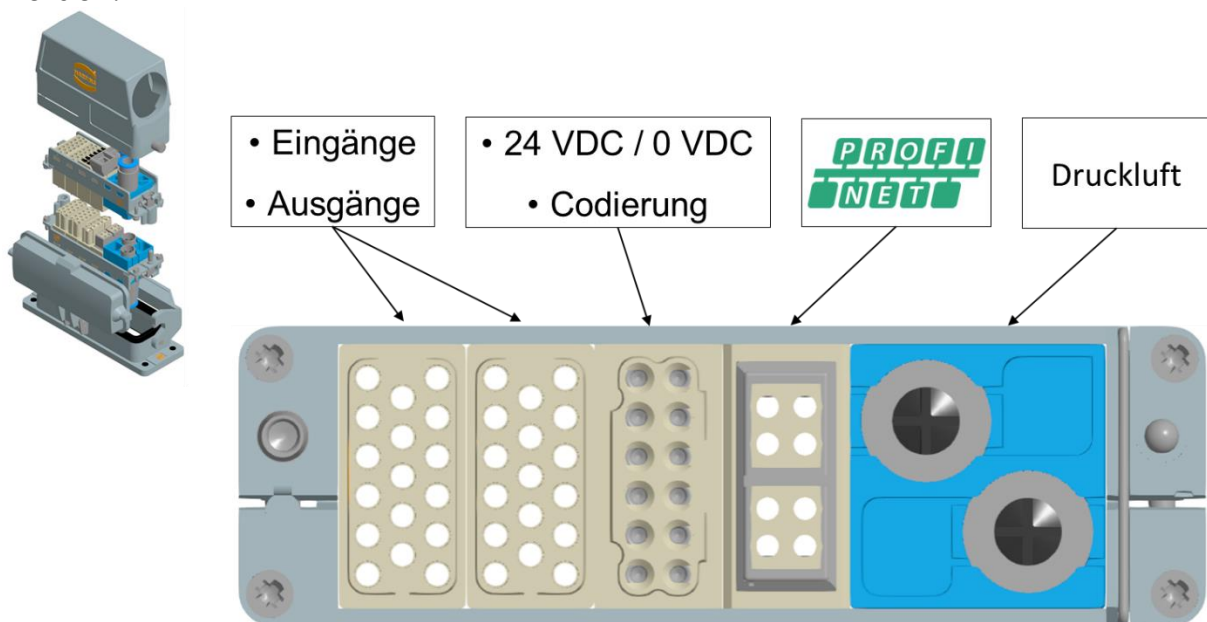 • Eingänge
• Ausgänge
• 24 VDC / 0 VDC
• Codierung
PROFI
NET
Druckluft